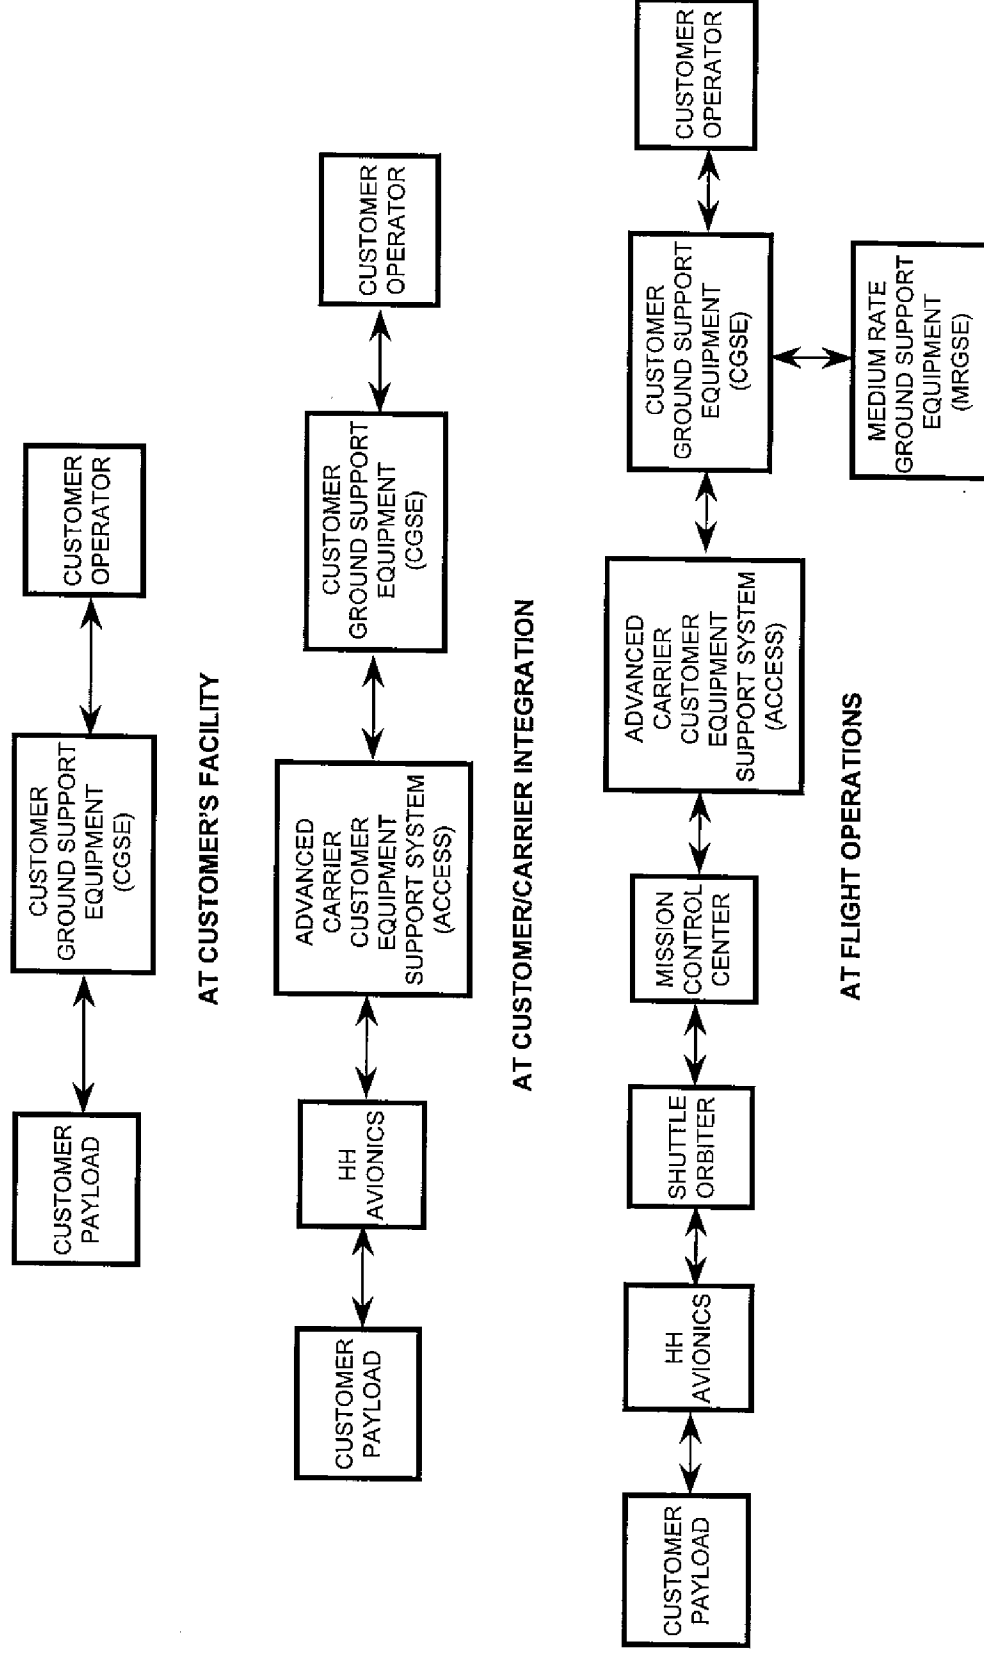 CUSTOMER
PAYLOAD
CUSTOMER
GROUND SUPPORT
EQUIPMENT
(CGSE)
CUSTOMER
OPERATOR
AT CUSTOMER'S FACILITY
CUSTOMER
PAYLOAD
HH
AVIONICS
ADVANCED
CARRIER
CUSTOMER
EQUIPMENT
SUPPORT SYSTEM
(ACCESS)
CUSTOMER
GROUND SUPPORT
EQUIPMENT
(CGSE)
CUSTOMER
OPERATOR
AT CUSTOMER/CARRIER INTEGRATION
CUSTOMER
PAYLOAD
HH
AVIONICS
SHUTTLE
ORBITER
MISSION
CONTROL
CENTER
ADVANCED
CARRIER
CUSTOMER
EQUIPMENT
SUPPORT SYSTEM
(ACCESS)
CUSTOMER
GROUND SUPPORT
EQUIPMENT
(CGSE)
CUSTOMER
OPERATOR
MEDIUM RATE
GROUND SUPPORT
EQUIPMENT
(MRGSE)
AT FLIGHT OPERATIONS